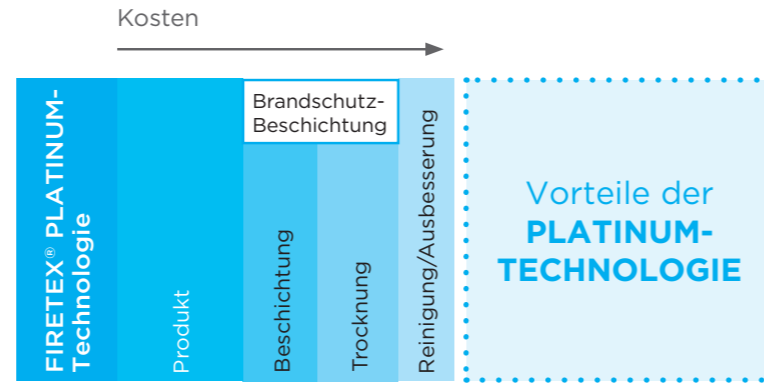 Kosten
FIRETEX® PLATINUM-
Technologie
Produkt
Brandschutz-
Beschichtung
Beschichtung
Trocknung
Reinigung/Ausbesserung
Vorteile der
PLATINUM-
TECHNOLOGIE